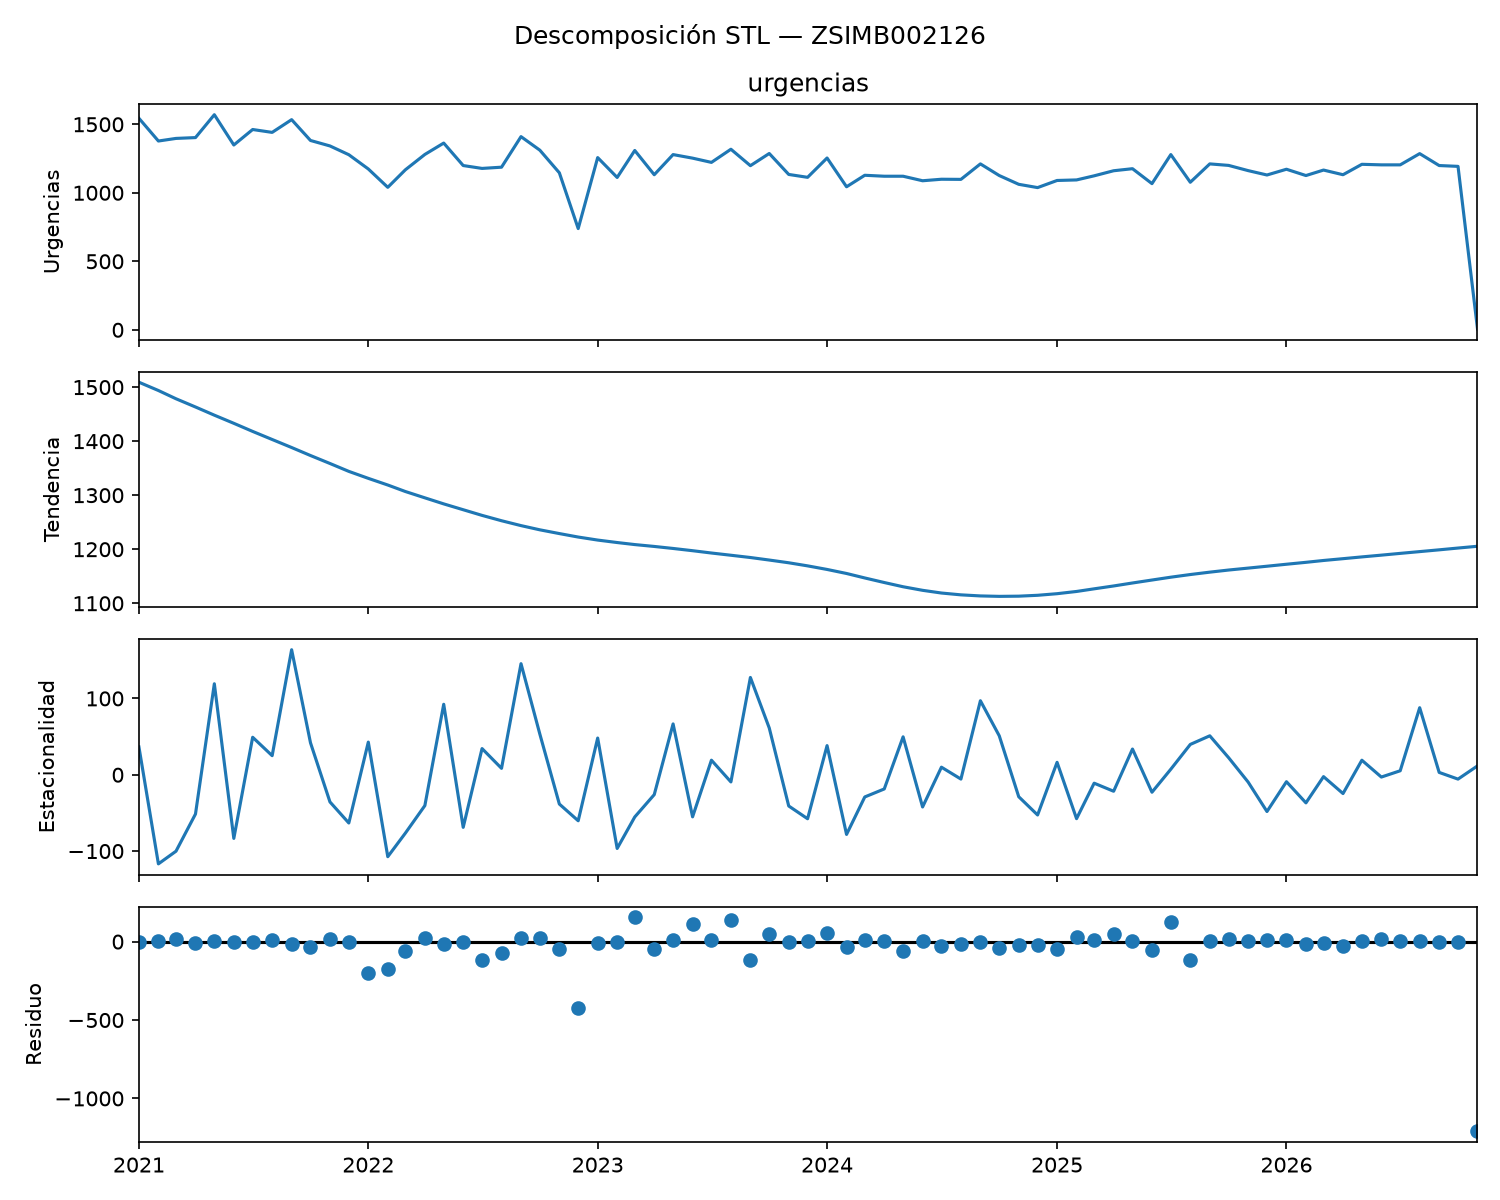 Descomposición STL — ZSIMB002126
urgencias
Urgencias
1500
1000
500
0
Tendencia
1500
1400
1300
1200
1100
Estacionalidad
100
0
−100
Residuo
0
−500
−1000
2021 2022 2023 2024 2025 2026